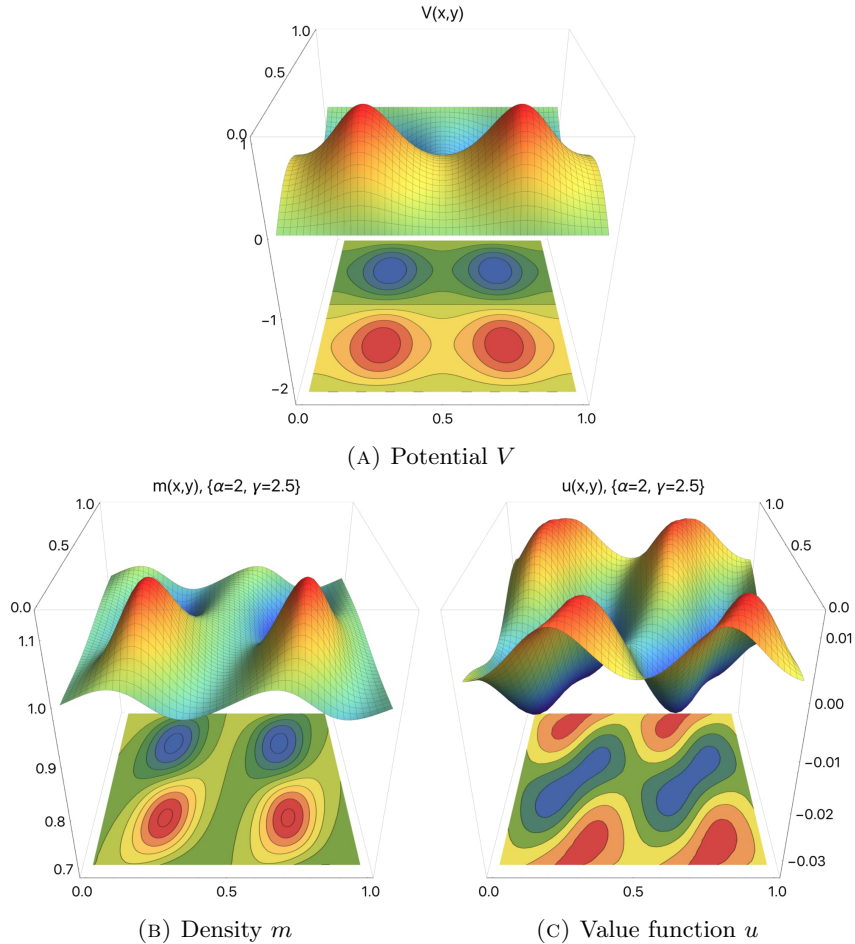 V(x,y)
1.0
0.5
0.0
1
0
−1
−2
0.0 0.5 1.0
(A) Potential V
m(x,y), {α=2, γ=2.5}
1.0
0.5
0.0
1.1
1.0
0.9
0.8
0.7
0.0 0.5 1.0
(B) Density m
u(x,y), {α=2, γ=2.5}
1.0
0.5
0.0
0.01
0.00
−0.01
−0.02
−0.03
0.0 0.5 1.0
(C) Value function u